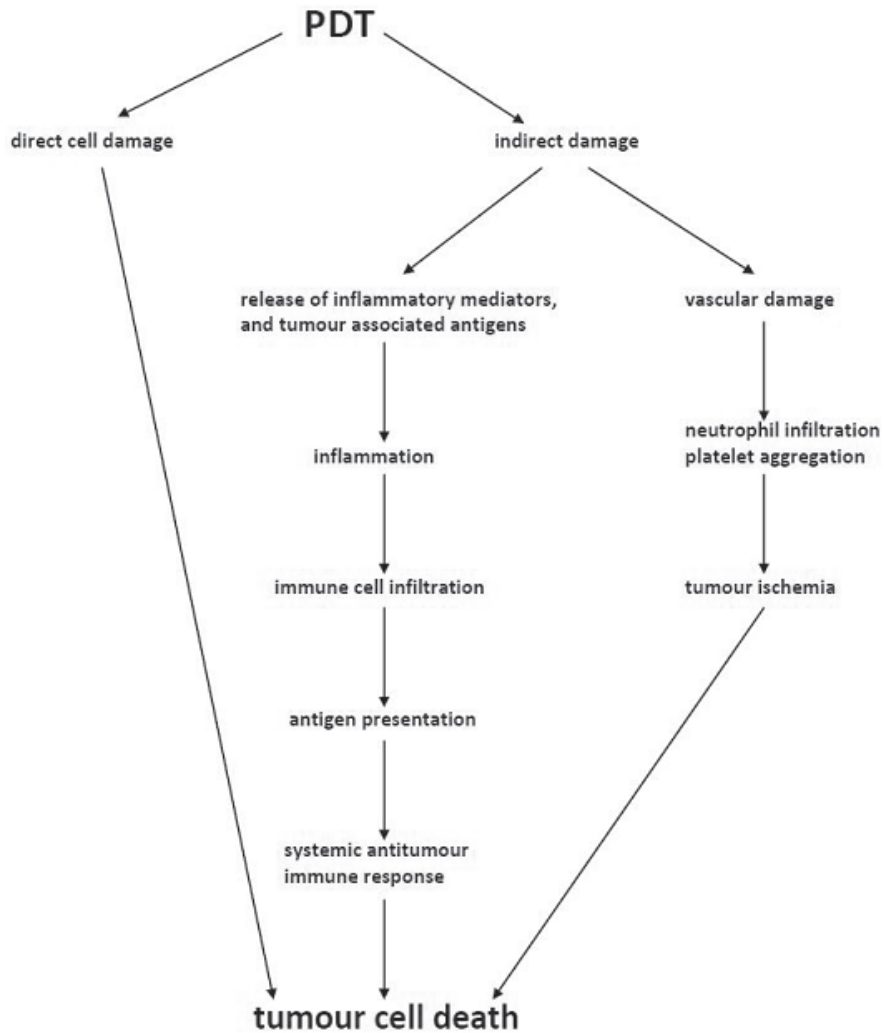 PDT
direct cell damage
indirect damage
release of inflammatory mediators,
and tumour associated antigens
vascular damage
neutrophil infiltration
platelet aggregation
inflammation
immune cell infiltration
tumour ischemia
antigen presentation
systemic antitumour
immune response
tumour cell death